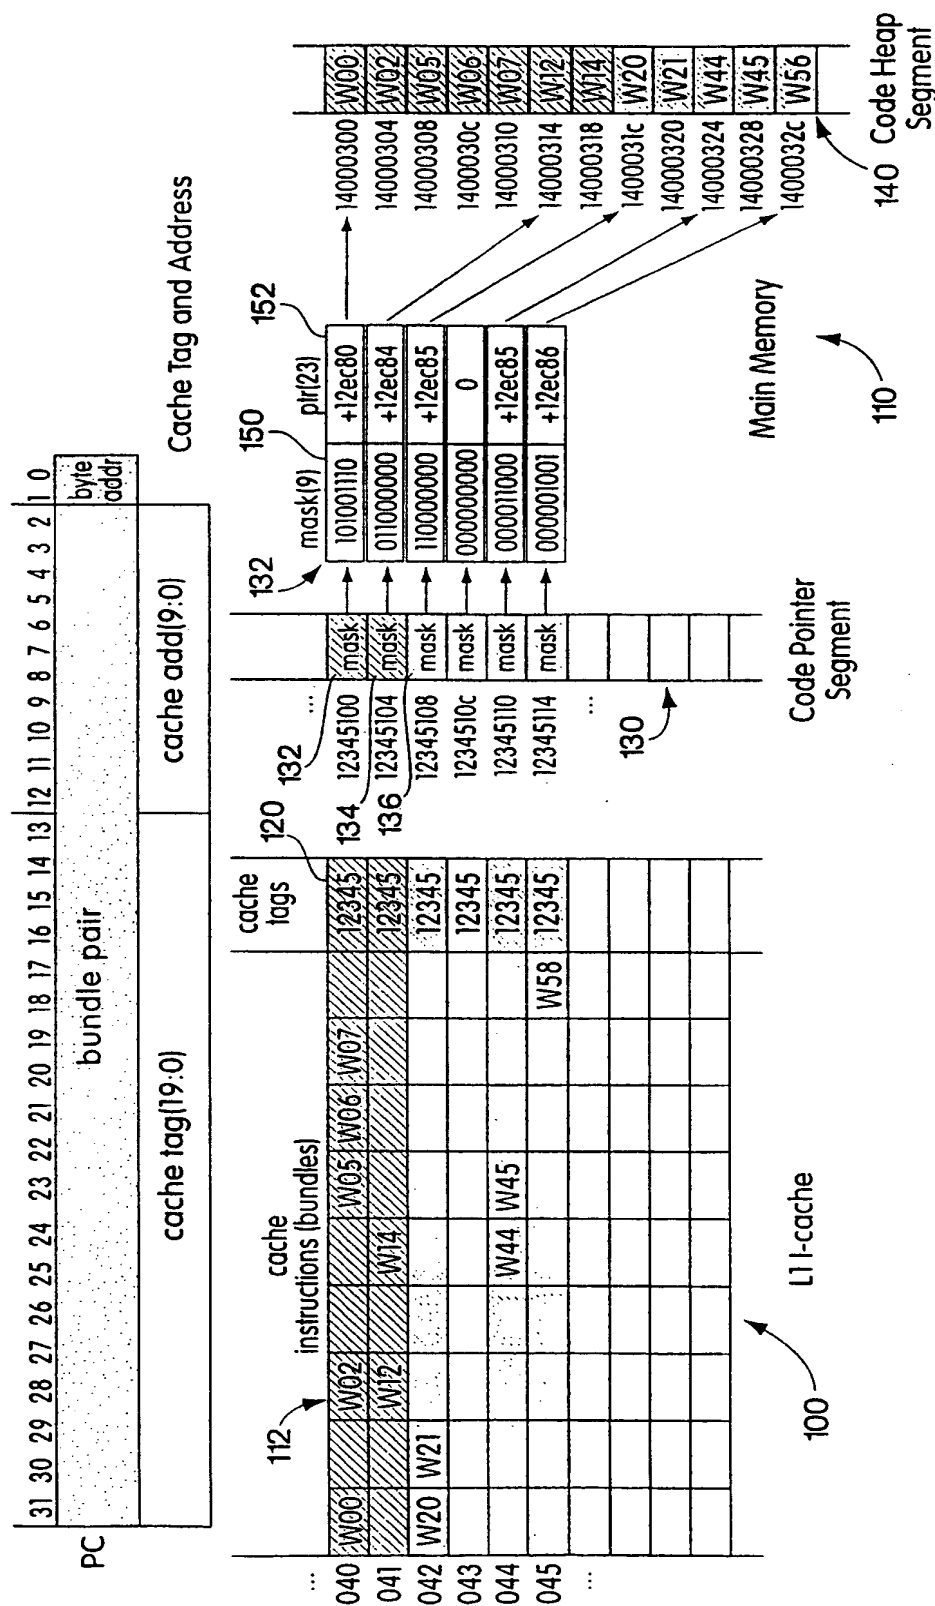 31 30 29 28 27 26 25 24 23 22 21 20 19 18 17 16 15 14 13 12 11 10 9 8 7 6 5 4 3 2 1 0
PC
bundle pair
byte addr
cache tag(19:0)
cache add(9:0)
Cache Tag and Address
112
cache
instructions (bundles)
cache
tags
120
...
040 W00 W02 W05 W06 W07 12345
041 W12 W14 12345
042 W20 W21 12345
043 12345
044 W44 W45 12345
045 W58 12345
...
100
L1 I-cache
132
134
136
...
12345100 mask
12345104 mask
12345108 mask
1234510c mask
12345110 mask
12345114 mask
...
130
Code Pointer
Segment
132
150
152
mask(9) ptr(23)
101001110 +12ec80
011000000 +12ec84
110000000 +12ec85
000000000 0
000011000 +12ec85
000001001 +12ec86
Main Memory
110
14000300 W00
14000304 W02
14000308 W05
1400030c W06
14000310 W07
14000314 W12
14000318 W14
1400031c W20
14000320 W21
14000324 W44
14000328 W45
1400032c W56
140
Code Heap
Segment